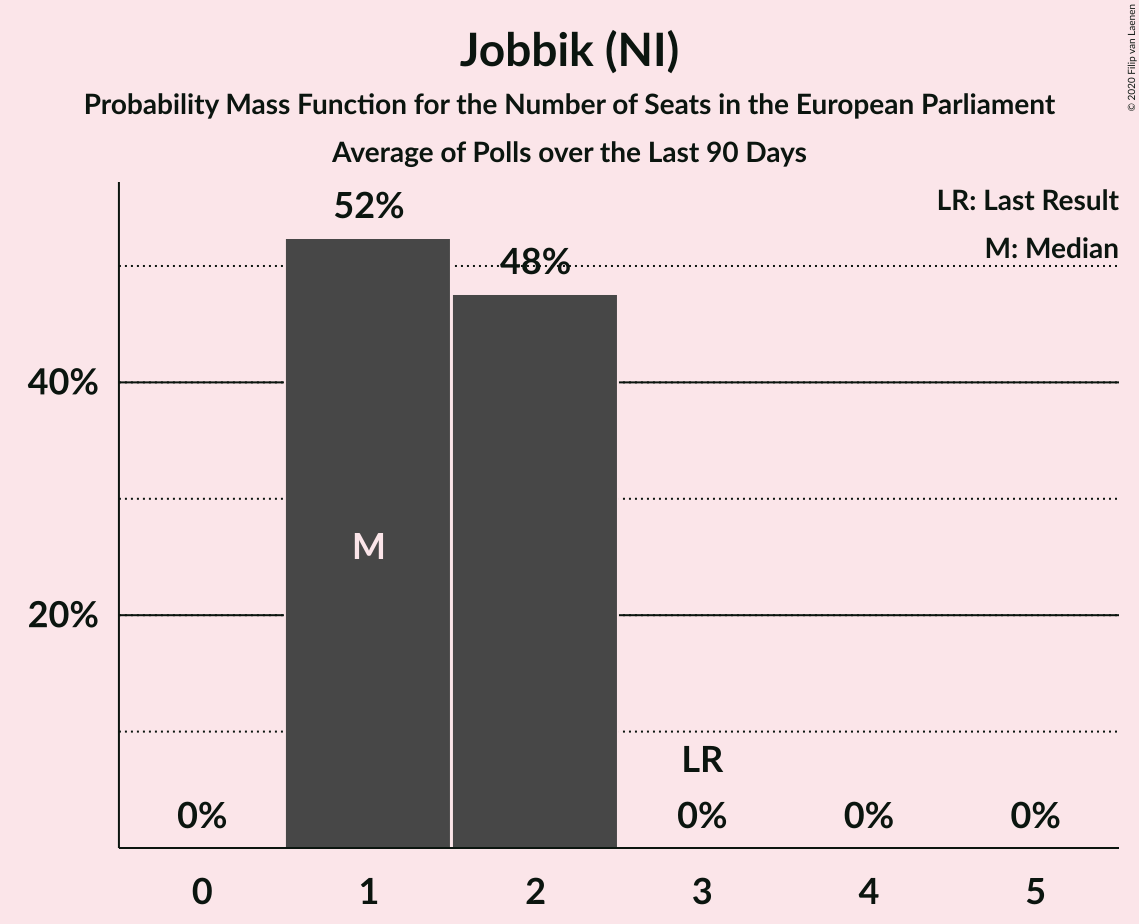 Jobbik (NI)
Probability Mass Function for the Number of Seats in the European Parliament
Average of Polls over the Last 90 Days
© 2020 Filip van Laenen
LR: Last Result
M: Median
52%
48%
40%
20%
M
LR
0%
0%
0%
0%
0
1
2
3
4
5